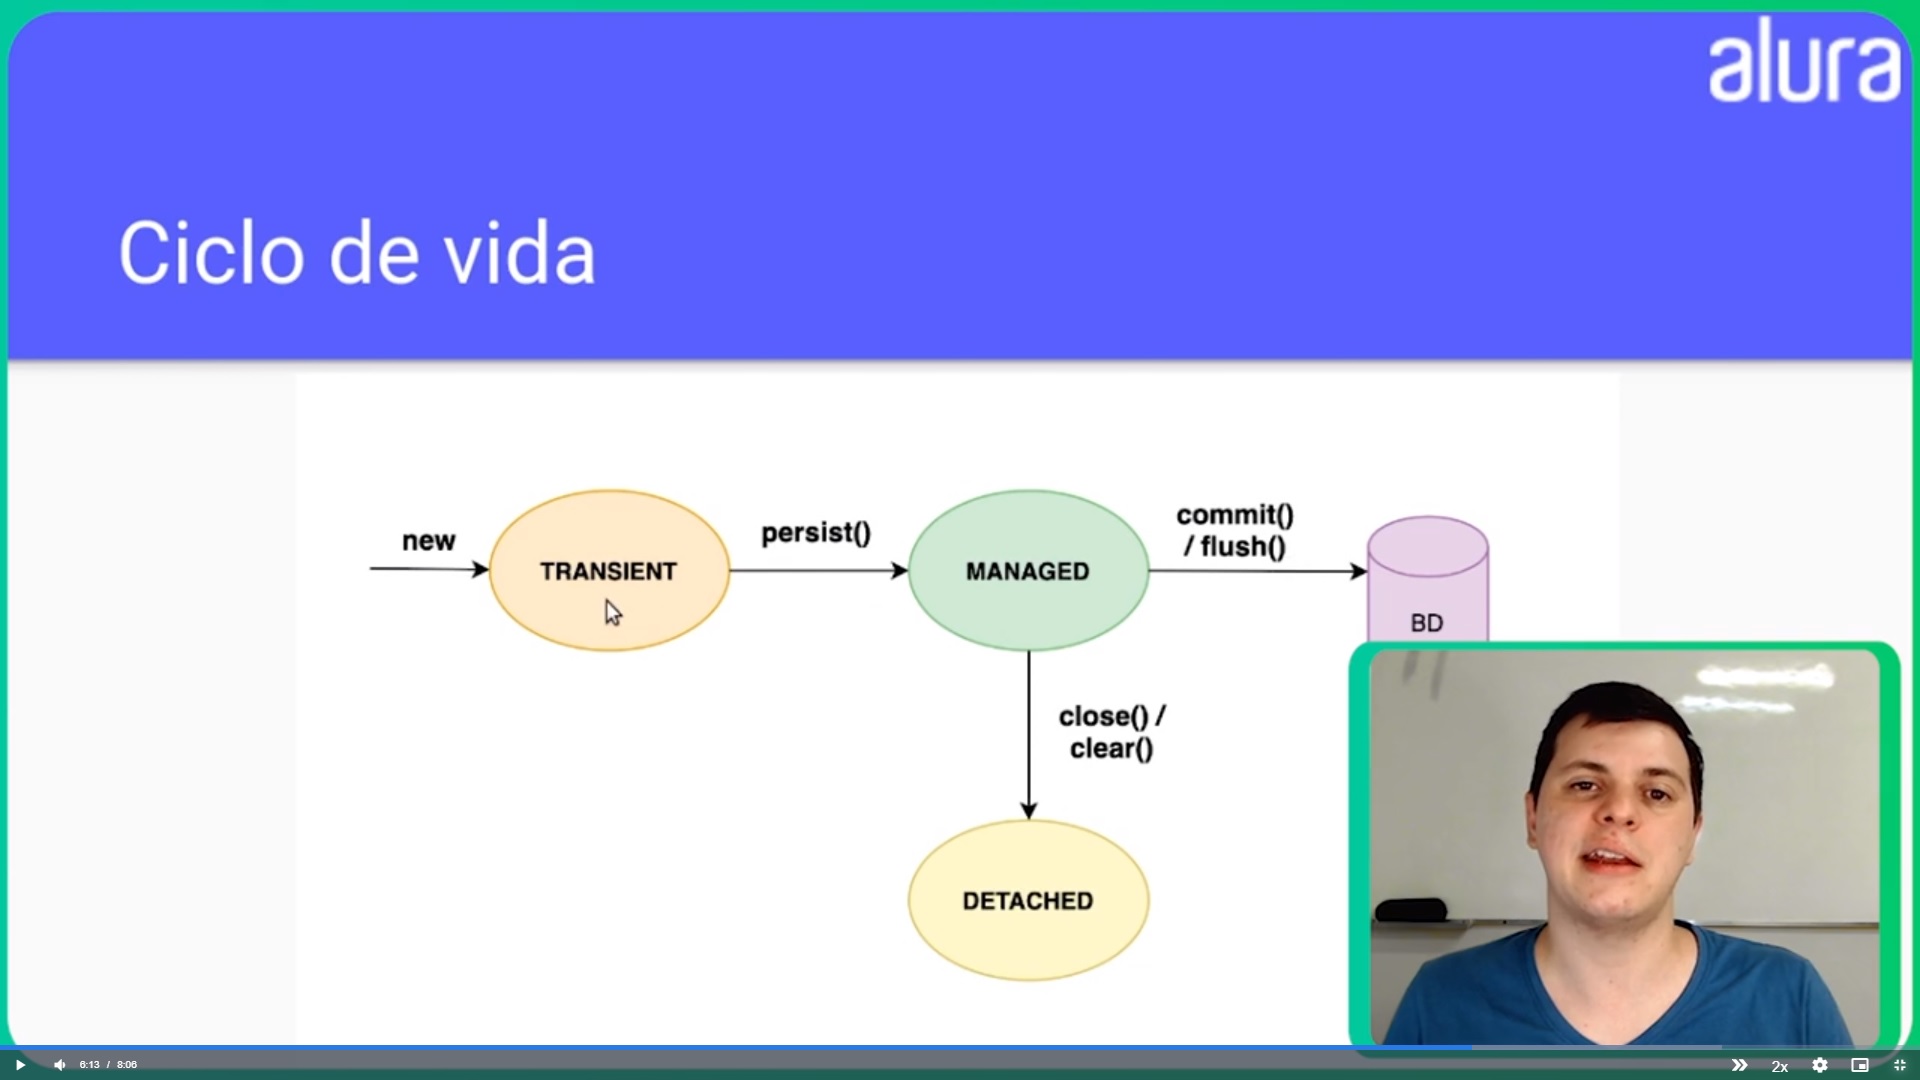 alura
Ciclo de vida
new
TRANSIENT
persist()
MANAGED
commit()
/ flush()
BD
close() /
clear()
DETACHED
6:13 / 8:06
2x